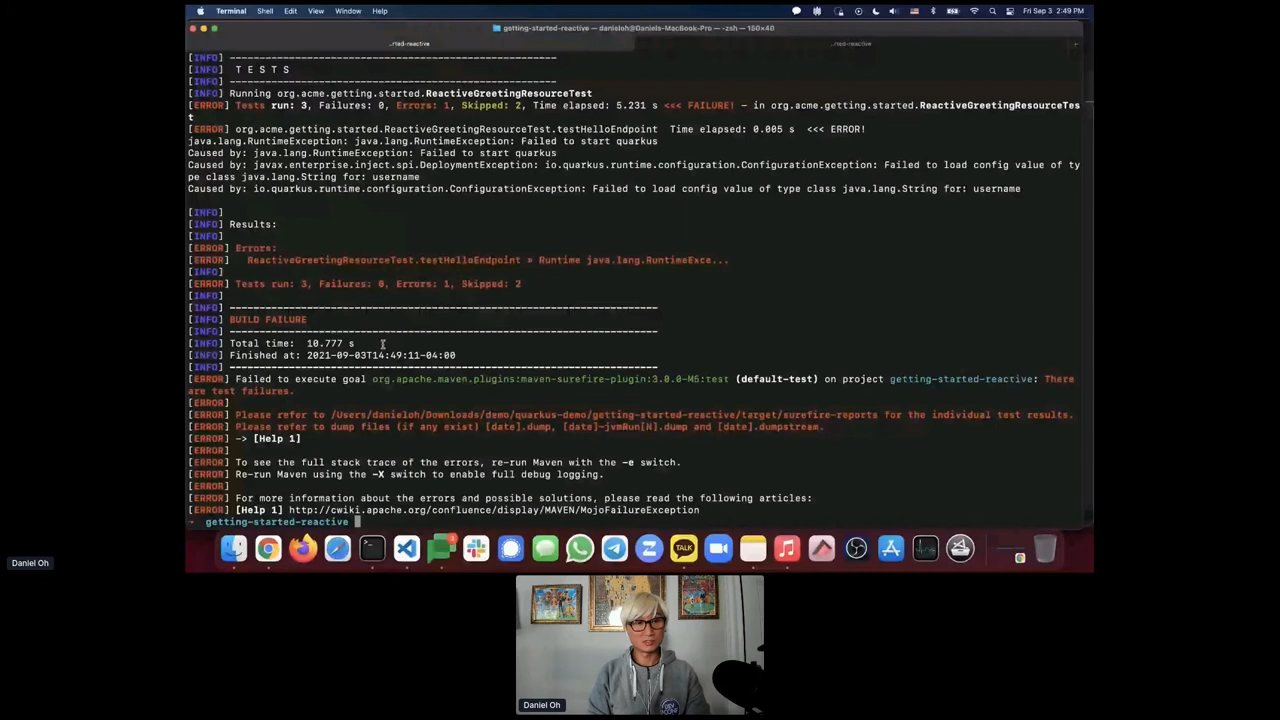 Terminal Shell Edit View Window Help Fri Sep 3 2:49 PM
getting-started-reactive — danieloh@Daniels-MacBook-Pro — -zsh — 150×40
..rted-reactive ..rted-reactive +
[INFO] -------------------------------------------------------
[INFO]  T E S T S
[INFO] -------------------------------------------------------
[INFO] Running org.acme.getting.started.ReactiveGreetingResourceTest
[ERROR] Tests run: 3, Failures: 0, Errors: 1, Skipped: 2, Time elapsed: 5.231 s <<< FAILURE! - in org.acme.getting.started.ReactiveGreetingResourceTes
t
[ERROR] org.acme.getting.started.ReactiveGreetingResourceTest.testHelloEndpoint  Time elapsed: 0.005 s  <<< ERROR!
java.lang.RuntimeException: java.lang.RuntimeException: Failed to start quarkus
Caused by: java.lang.RuntimeException: Failed to start quarkus
Caused by: javax.enterprise.inject.spi.DeploymentException: io.quarkus.runtime.configuration.ConfigurationException: Failed to load config value of ty
pe class java.lang.String for: username
Caused by: io.quarkus.runtime.configuration.ConfigurationException: Failed to load config value of type class java.lang.String for: username
[INFO]
[INFO] Results:
[INFO]
[ERROR] Errors:
[ERROR]   ReactiveGreetingResourceTest.testHelloEndpoint » Runtime java.lang.RuntimeExce...
[INFO]
[ERROR] Tests run: 3, Failures: 0, Errors: 1, Skipped: 2
[INFO]
[INFO] ------------------------------------------------------------------------
[INFO] BUILD FAILURE
[INFO] ------------------------------------------------------------------------
[INFO] Total time:  10.777 s
[INFO] Finished at: 2021-09-03T14:49:11-04:00
[INFO] ------------------------------------------------------------------------
[ERROR] Failed to execute goal org.apache.maven.plugins:maven-surefire-plugin:3.0.0-M5:test (default-test) on project getting-started-reactive: There
are test failures.
[ERROR]
[ERROR] Please refer to /Users/danieloh/Downloads/demo/quarkus-demo/getting-started-reactive/target/surefire-reports for the individual test results.
[ERROR] Please refer to dump files (if any exist) [date].dump, [date]-jvmRun[N].dump and [date].dumpstream.
[ERROR] -> [Help 1]
[ERROR]
[ERROR] To see the full stack trace of the errors, re-run Maven with the -e switch.
[ERROR] Re-run Maven using the -X switch to enable full debug logging.
[ERROR]
[ERROR] For more information about the errors and possible solutions, please read the following articles:
[ERROR] [Help 1] http://cwiki.apache.org/confluence/display/MAVEN/MojoFailureException
→ getting-started-reactive
TALK
Daniel Oh
Daniel Oh